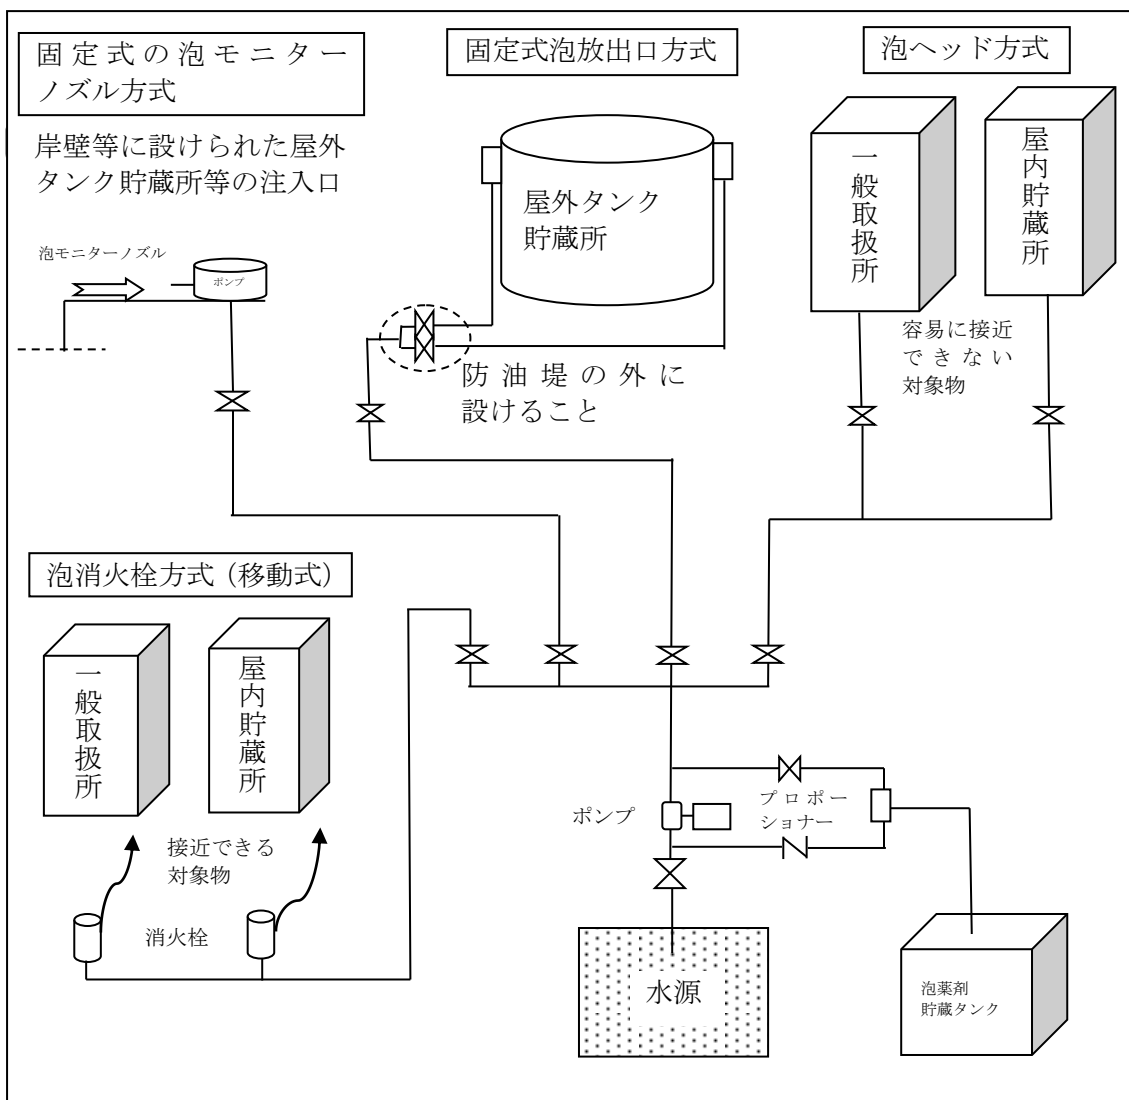 固定式の泡モニター
ノズル方式
岸壁等に設けられた屋外
タンク貯蔵所等の注入口
泡モニターノズル
ポンプ
固定式泡放出口方式
屋外タンク
貯蔵所
防油堤の外に
設けること
泡ヘッド方式
一般取扱所
屋内貯蔵所
容易に接近
できない
対象物
泡消火栓方式（移動式）
一般取扱所
屋内貯蔵所
接近できる
対象物
消火栓
ポンプ
プロポー
ショナー
水源
泡薬剤
貯蔵タンク